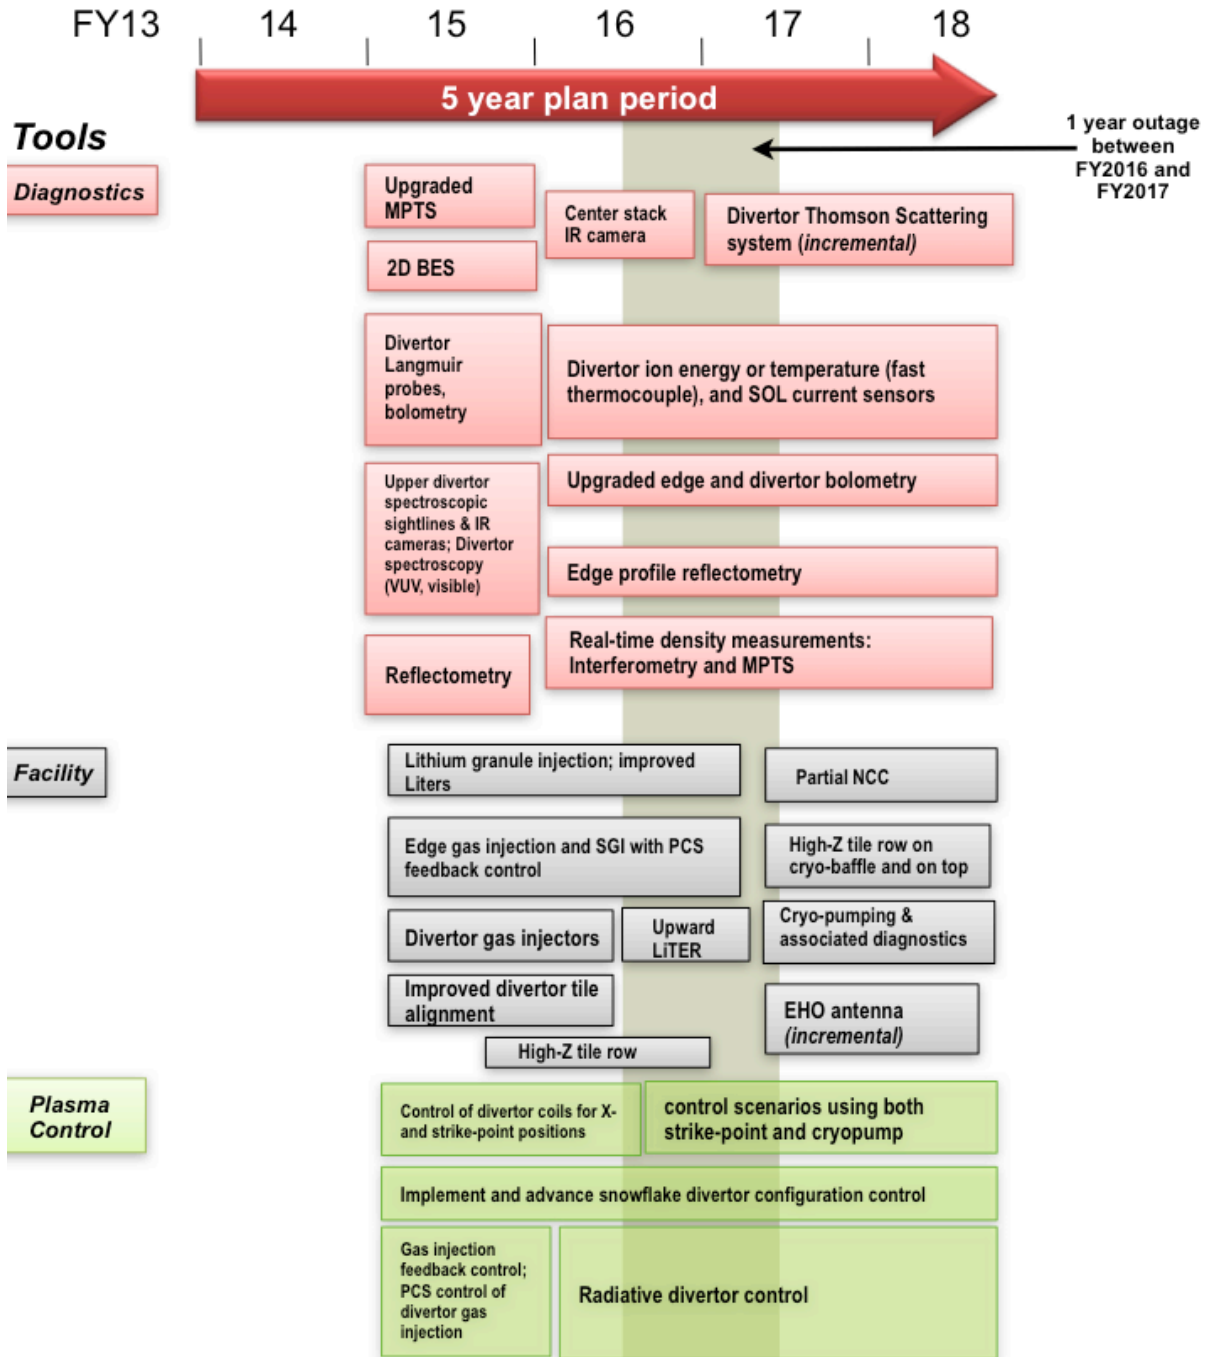 FY13 14 15 16 17 18
5 year plan period
1 year outage
between
FY2016 and
FY2017
Tools
Diagnostics
Upgraded
MPTS
Center stack
IR camera
Divertor Thomson Scattering
system (incremental)
2D BES
Divertor
Langmuir
probes,
bolometry
Divertor ion energy or temperature (fast
thermocouple), and SOL current sensors
Upper divertor
spectroscopic
sightlines & IR
cameras; Divertor
spectroscopy
(VUV, visible)
Upgraded edge and divertor bolometry
Edge profile reflectometry
Reflectometry
Real-time density measurements:
Interferometry and MPTS
Facility
Lithium granule injection; improved
Liters
Partial NCC
Edge gas injection and SGI with PCS
feedback control
High-Z tile row on
cryo-baffle and on top
Divertor gas injectors
Upward
LiTER
Cryo-pumping &
associated diagnostics
Improved divertor tile
alignment
EHO antenna
(incremental)
High-Z tile row
Plasma
Control
Control of divertor coils for X-
and strike-point positions
control scenarios using both
strike-point and cryopump
Implement and advance snowflake divertor configuration control
Gas injection
feedback control;
PCS control of
divertor gas
injection
Radiative divertor control